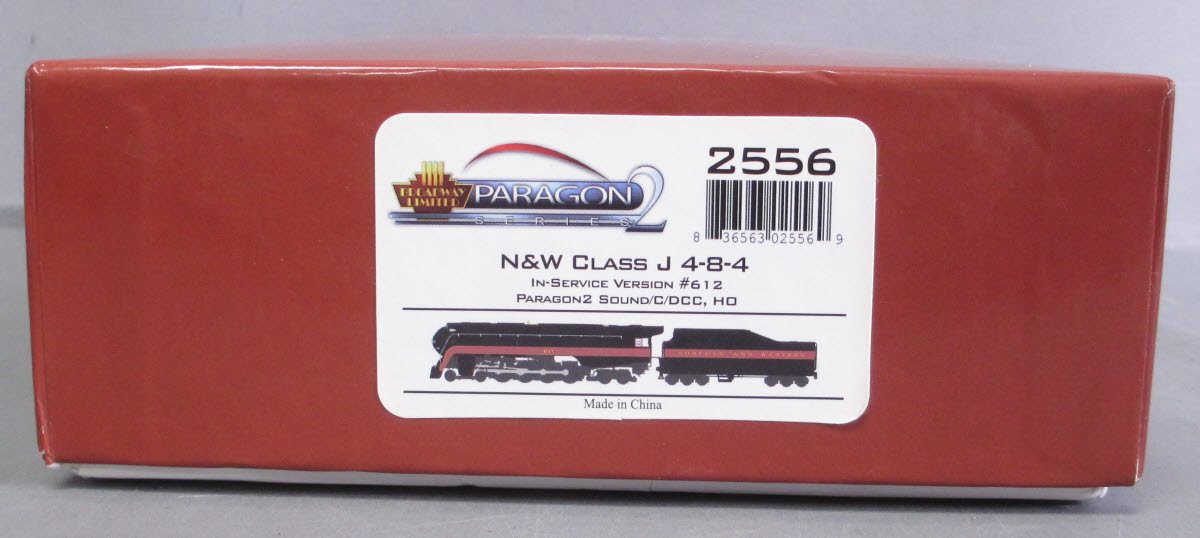 BROADWAY
LIMITED
PARAGON 2
SERIES
2556
8 36563 02556 9
N&W CLASS J 4-8-4
IN-SERVICE VERSION #612
PARAGON2 SOUND/C/DCC, HO
NORFOLK AND WESTERN
Made in China